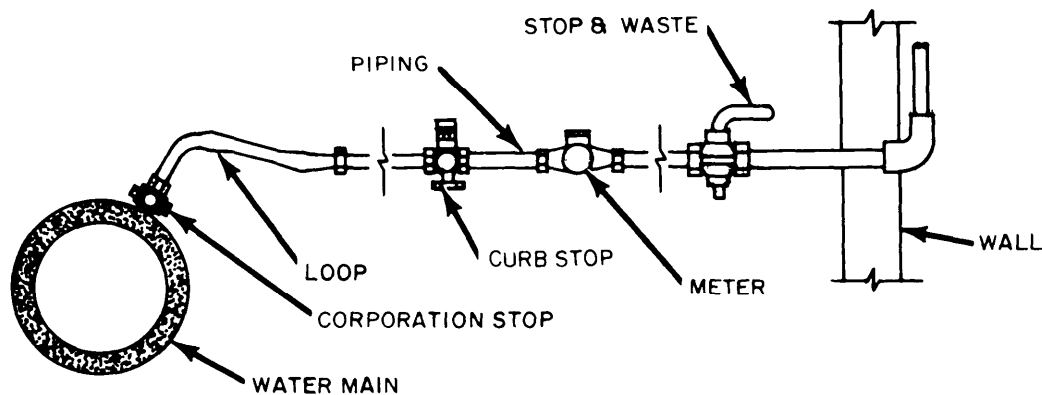 STOP & WASTE
PIPING
WALL
CURB STOP
LOOP
METER
CORPORATION STOP
WATER MAIN